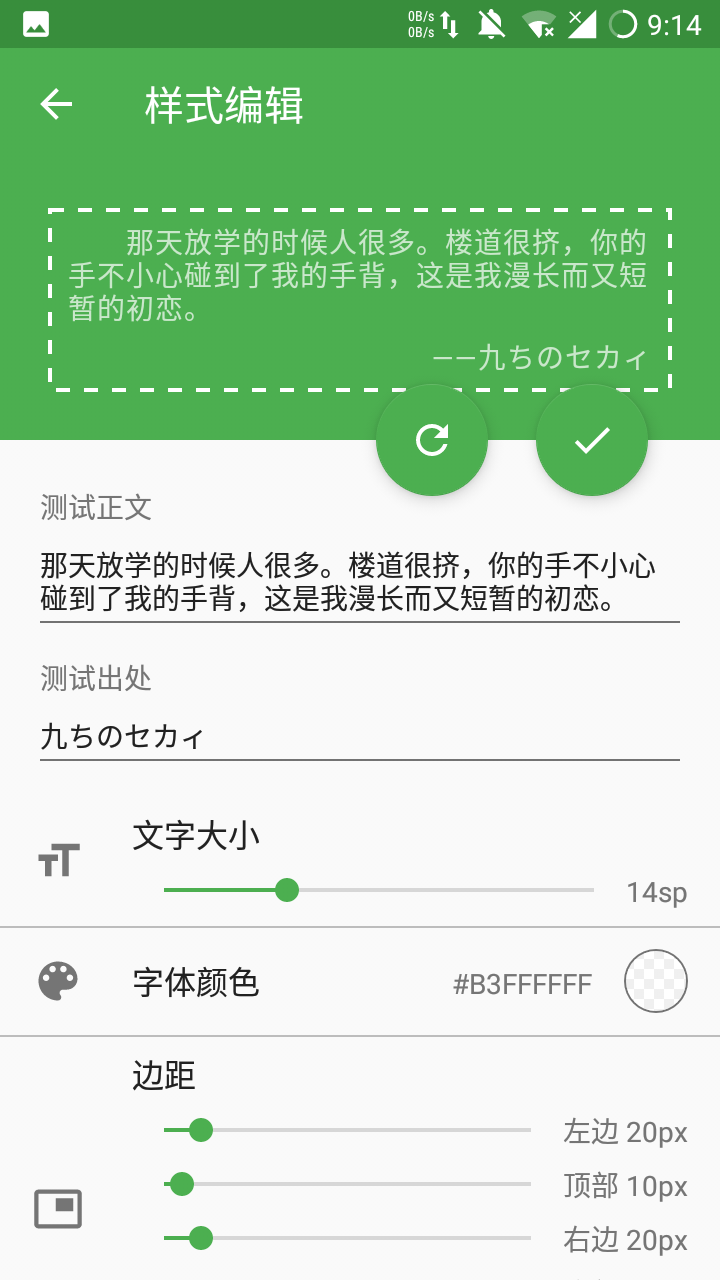 0B/s
0B/s
9:14
样式编辑
那天放学的时候人很多。楼道很挤，你的
手不小心碰到了我的手背，这是我漫长而又短
暂的初恋。
——九ちのセカィ
测试正文
那天放学的时候人很多。楼道很挤，你的手不小心
碰到了我的手背，这是我漫长而又短暂的初恋。
测试出处
九ちのセカィ
文字大小
14sp
字体颜色
#B3FFFFFF
边距
左边 20px
顶部 10px
右边 20px